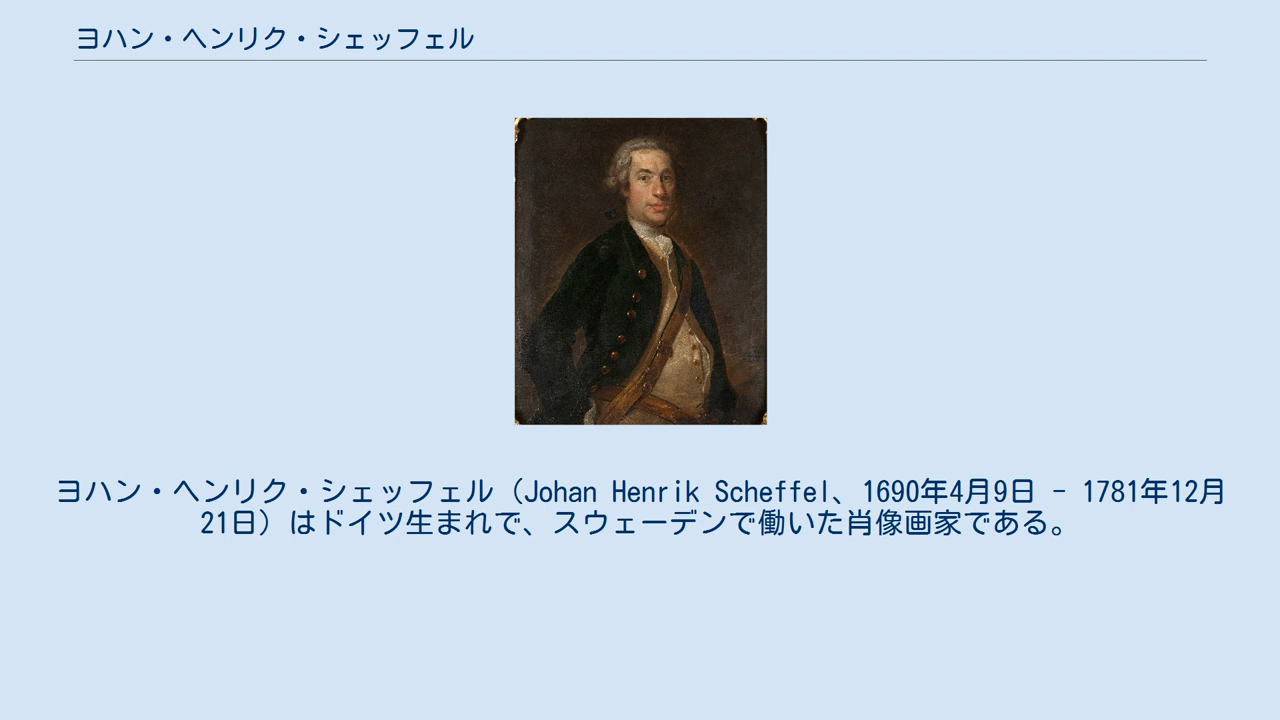 ヨハン・ヘンリク・シェッフェル
ヨハン・ヘンリク・シェッフェル（Johan Henrik Scheffel、1690年4月9日 - 1781年12月
21日）はドイツ生まれで、スウェーデンで働いた肖像画家である。